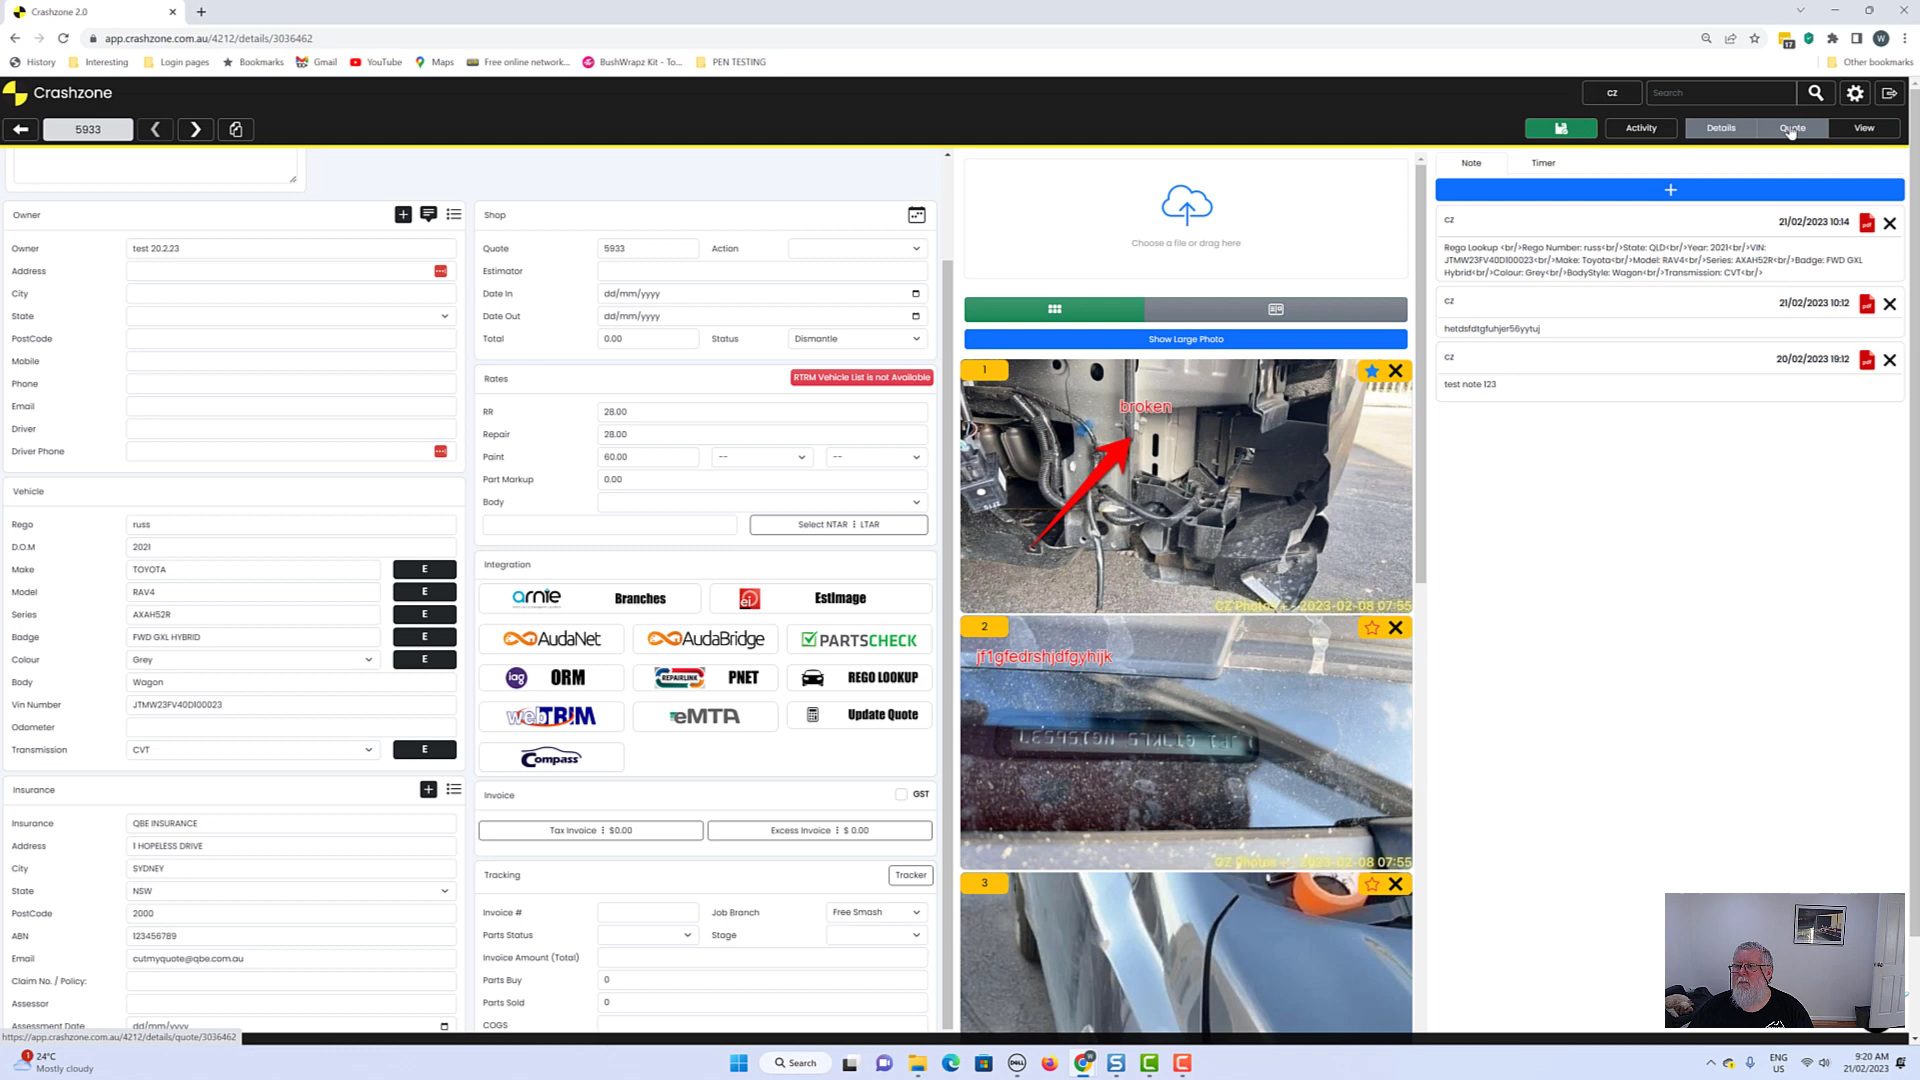 Crashzone 2.0
app.crashzone.com.au/4212/details/3036462
History Interesting Login pages Bookmarks Gmail YouTube Maps Free online network... BushWrapz Kit - To... PEN TESTING Other bookmarks
17
W
Crashzone
CZ Search
5933
Activity Details Quote View
Owner
Owner test 20.2.23
Address
City
State
PostCode
Mobile
Phone
Email
Driver
Driver Phone
Vehicle
Rego russ
D.O.M 2021
Make TOYOTA E
Model RAV4 E
Series AXAH52R E
Badge FWD GXL HYBRID E
Colour Grey E
Body Wagon
Vin Number JTMW23FV40D100023
Odometer
Transmission CVT E
Insurance
Insurance QBE INSURANCE
Address 1 HOPELESS DRIVE
City SYDNEY
State NSW
PostCode 2000
ABN 123456789
Email cutmyquote@qbe.com.au
Claim No. / Policy:
Assessor
Assessment Date dd/mm/yyyy
https://app.crashzone.com.au/4212/details/quote/3036462
Shop
Quote 5933 Action
Estimator
Date In dd/mm/yyyy
Date Out dd/mm/yyyy
Total 0.00 Status Dismantle
Rates RTRM Vehicle List is not Available
RR 28.00
Repair 28.00
Paint 60.00 -- --
Part Markup 0.00
Body
Select NTAR ⋮ LTAR
Integration
arnie Branches ei EstImage
AudaNet AudaBridge PARTSCHECK
iag ORM REPAIRLINK PNET REGO LOOKUP
webTRIM eMTA Update Quote
Compass
Invoice GST
Tax Invoice ⋮ $0.00 Excess Invoice ⋮ $ 0.00
Tracking Tracker
Invoice # Job Branch Free Smash
Parts Status Stage
Invoice Amount (Total)
Parts Buy 0
Parts Sold 0
COGS
Choose a file or drag here
Show Large Photo
1
broken
CZ Photos + - 2023-02-08 07:55
2
jf1gfedrshjdfgyhijk
CZ Photos + - 2023-02-08 07:55
3
Note Timer
+
CZ 21/02/2023 10:14 pdf
Rego Lookup <br/>Rego Number: russ<br/>State: QLD<br/>Year: 2021<br/>VIN:
JTMW23FV40D100023<br/>Make: Toyota<br/>Model: RAV4<br/>Series: AXAH52R<br/>Badge: FWD GXL
Hybrid<br/>Colour: Grey<br/>BodyStyle: Wagon<br/>Transmission: CVT<br/>
CZ 21/02/2023 10:12 pdf
hetdsfdtgfuhjer56yytuj
CZ 20/02/2023 19:12 pdf
test note 123
1
24°C
Mostly cloudy
Search
DELL
ENG
US
9:20 AM
21/02/2023